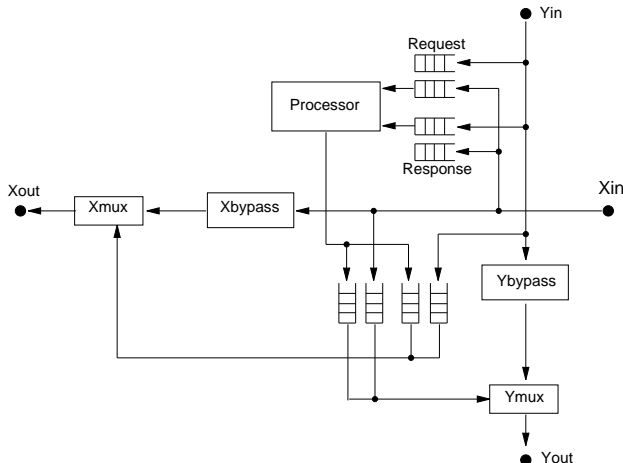 Yin
Request
Processor
Response
Xout
Xin
Xmux
Xbypass
Ybypass
Ymux
Yout